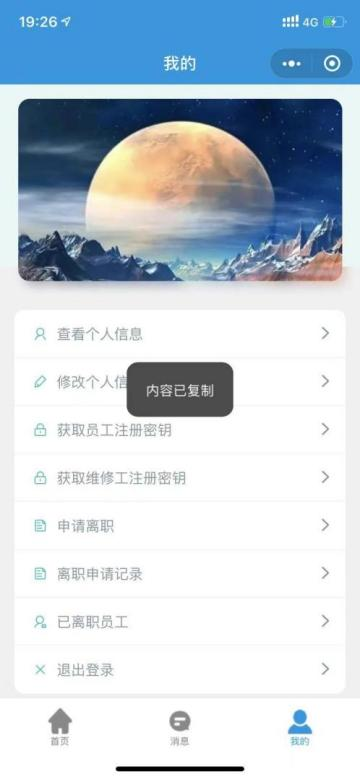 19:26
4G
我的
查看个人信息
修改个人信
内容已复制
获取员工注册密钥
获取维修工注册密钥
申请离职
离职申请记录
已离职员工
退出登录
首页
消息
我的